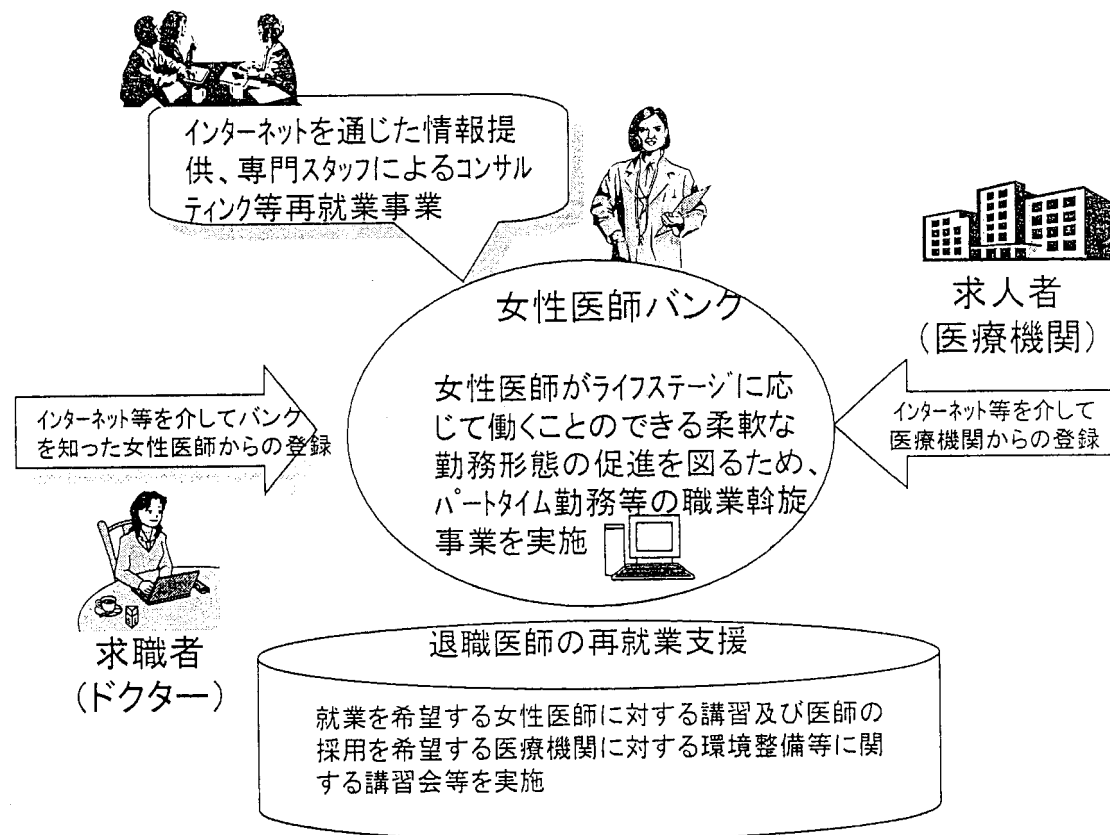 インターネットを通じた情報提
供、専門スタッフによるコンサル
ティング等再就業事業
女性医師バンク
求人者
(医療機関)
女性医師がライフステージに応
じて働くことのできる柔軟な
勤務形態の促進を図るため、
パートタイム勤務等の職業斡旋
事業を実施
インターネット等を介してバンク
を知った女性医師からの登録
インターネット等を介して
医療機関からの登録
求職者
(ドクター)
退職医師の再就業支援
就業を希望する女性医師に対する講習及び医師の
採用を希望する医療機関に対する環境整備等に関
する講習会等を実施